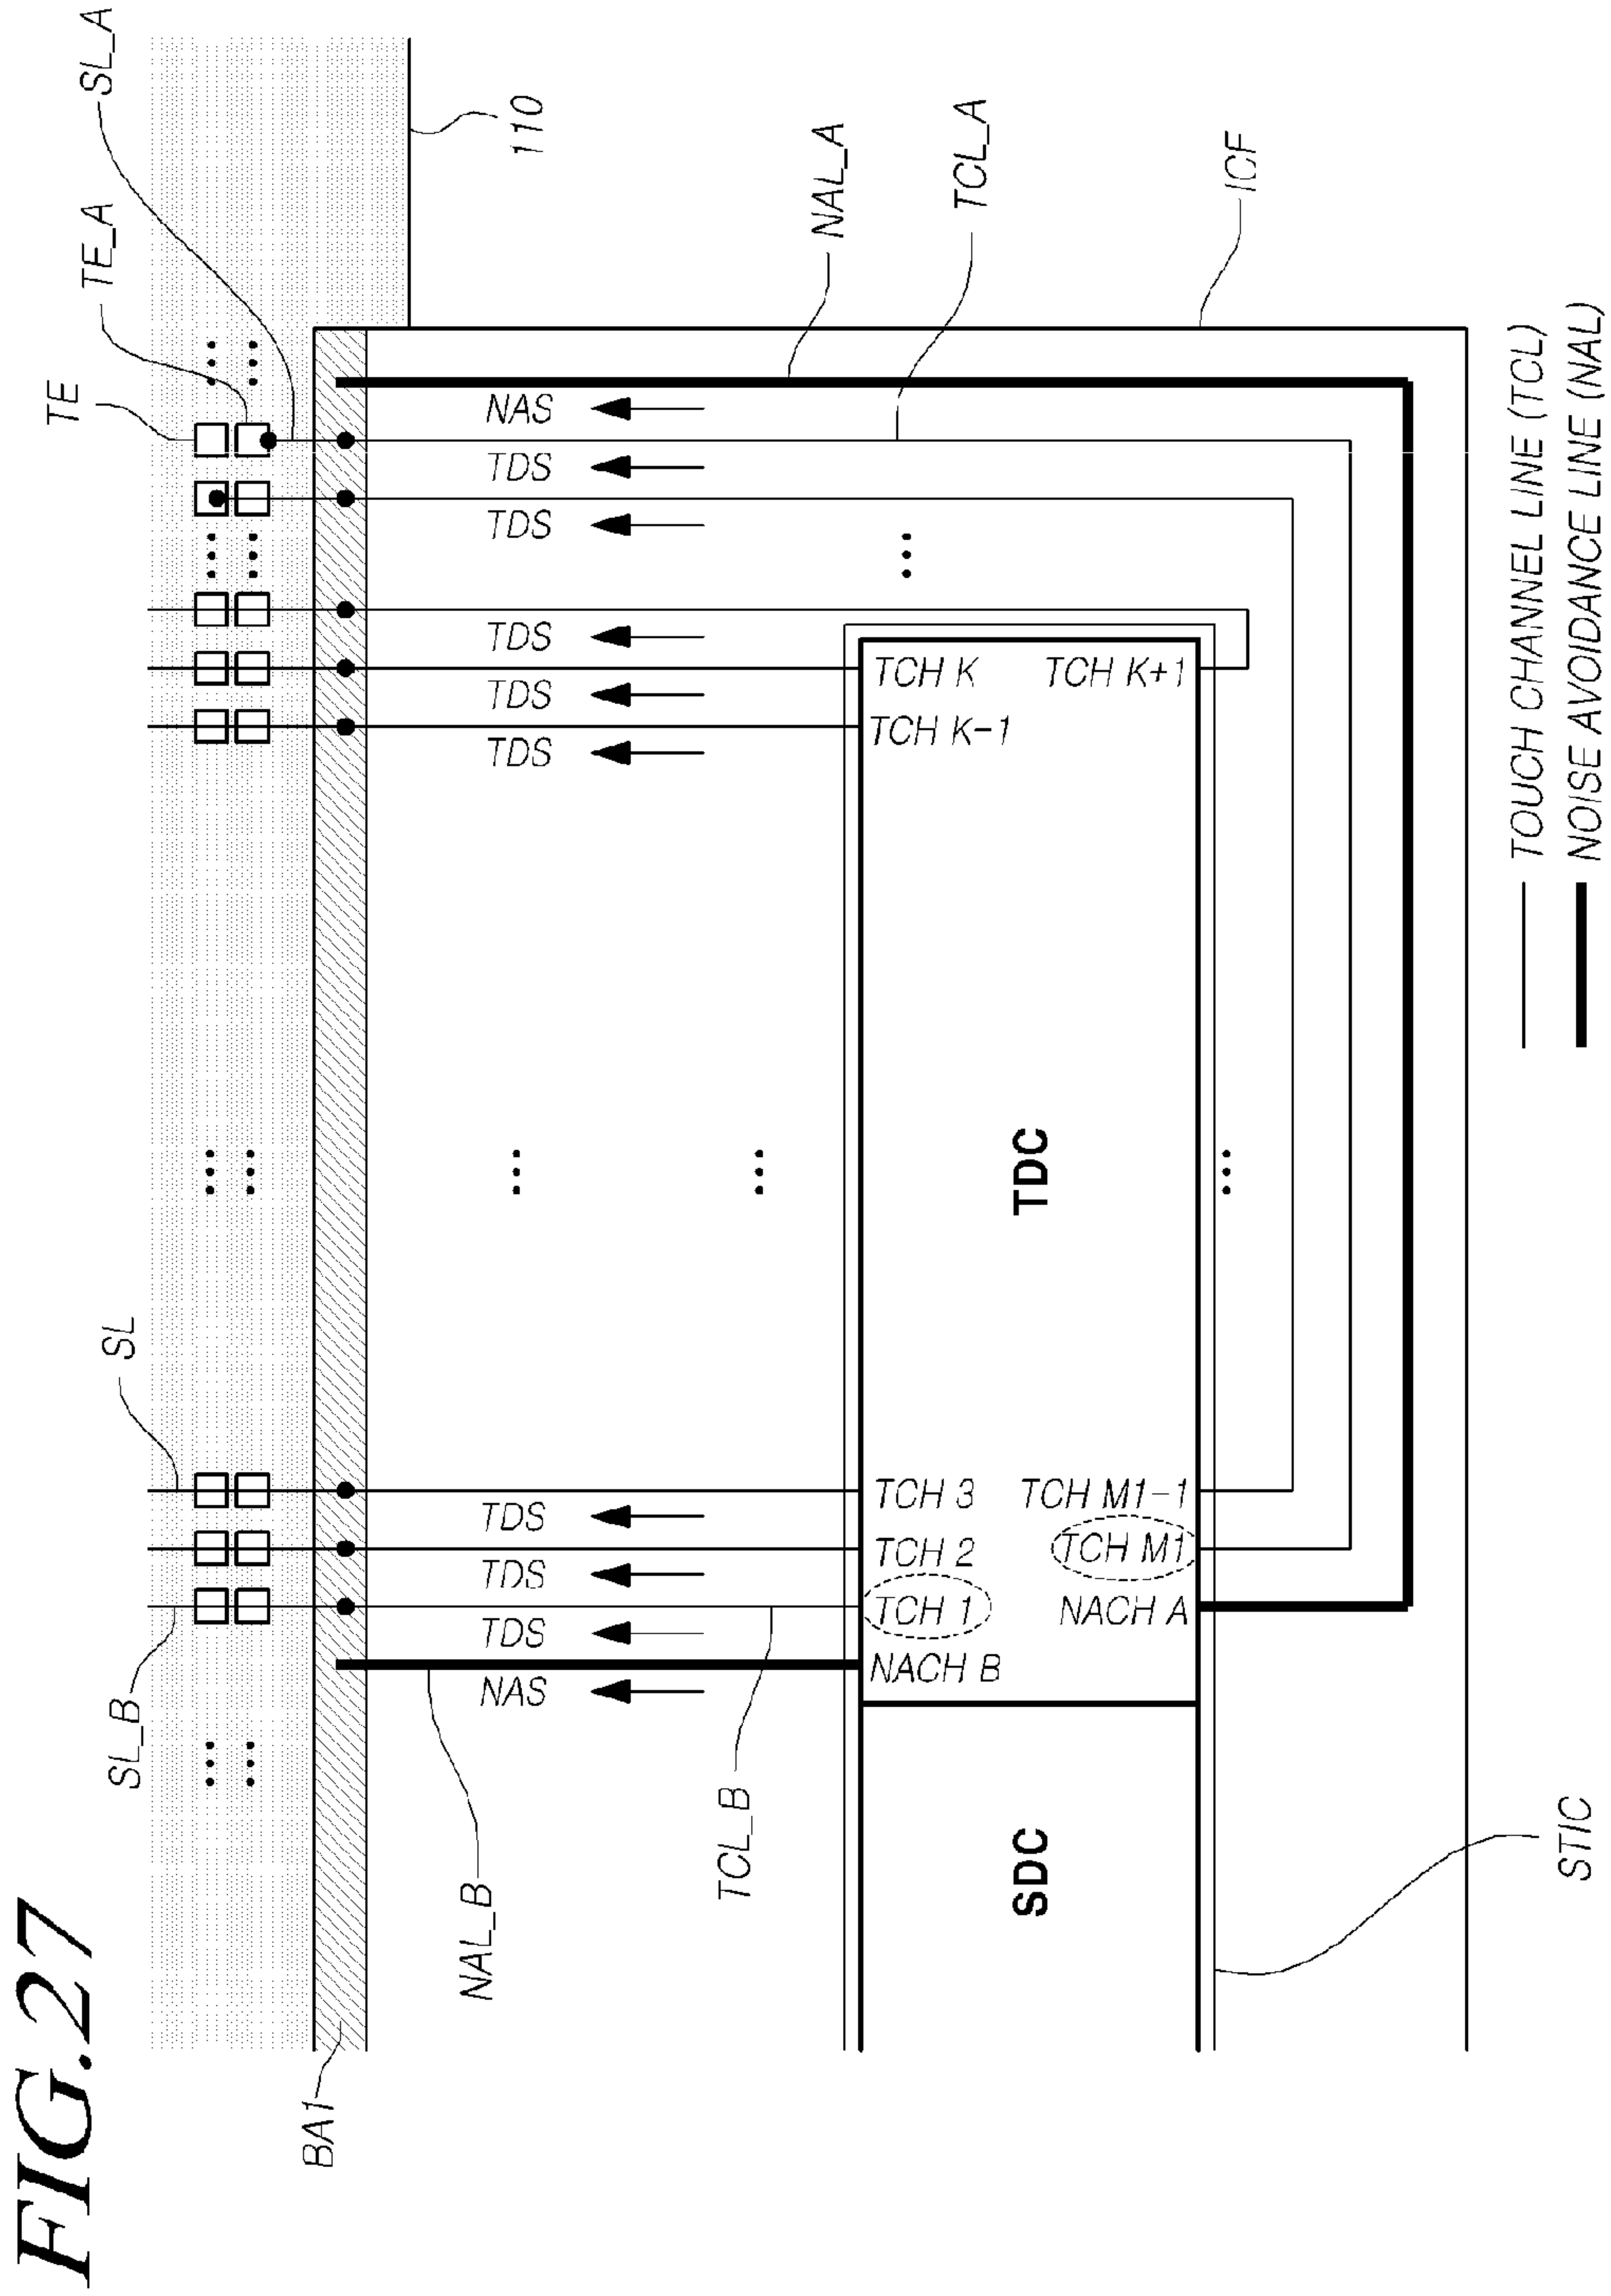 FIG.27
TE
TE_A
SL_A
SL
SL_B
110
BA1
NAS
TDS
TDS
TDS
TDS
TDS
TDS
TDS
TDS
NAS
NAL_A
TCL_A
NAL_B
TCL_B
ICF
TCH K
TCH K+1
TCH K-1
TDC
TCH 3
TCH M1-1
TCH 2
TCH M1
TCH 1
NACH A
NACH B
SDC
STIC
TOUCH CHANNEL LINE (TCL)
NOISE AVOIDANCE LINE (NAL)